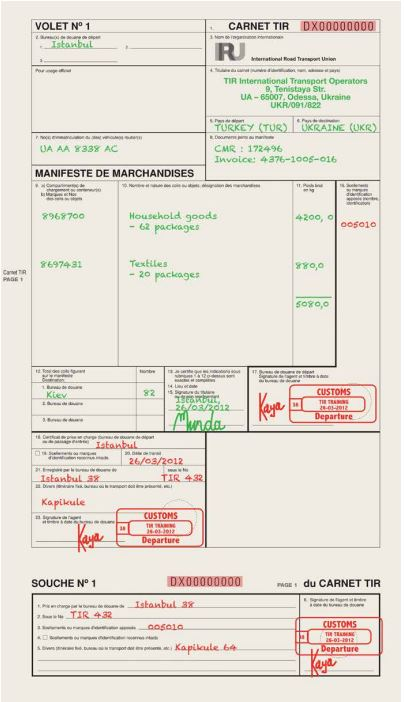 VOLET Nº 1
1. CARNET TIR DX00000000
2. Bureau(x) de douane de départ
1. Istanbul
3.
3. Nom de l'organisation internationale
IRU International Road Transport Union
Pour usage officiel
4. Titulaire du carnet (numéro d'identification, nom, adresse et pays)
TIR International Transport Operators
9, Tenistaya Str.
UA – 65007, Odessa, Ukraine
UKR/091/822
5. Pays de départ
TURKEY (TUR)
6. Pays de destination
UKRAINE (UKR)
7. No(s) d'immatriculation du (des) véhicule(s) routier(s)
UA AA 8338 AC
8. Documents joints au manifeste
CMR : 172496
Invoice: 4376-1005-016
MANIFESTE DE MARCHANDISES
9. a) Compartiment(s) de
chargement ou conteneur(s)
b) Marques et Nos
des colis ou objets
10. Nombre et nature des colis ou objets, désignation des marchandises
11. Poids brut
en kg
16. Scellements
ou marques
d'identification
apposés (nombre,
identification)
8968700 Household goods 4200, 0 005010
- 62 packages
8697431 Textiles 880,0
- 20 packages
5080,0
Carnet TIR
PAGE 1
12. Total des colis figurant
sur le manifeste
Destination:
Nombre
1. Bureau de douane
Kiev 82
2. Bureau de douane
3. Bureau de douane
13. Je certifie que les indications sous
rubriques 1 à 12 ci-dessus sont
exactes et complètes
14. Lieu et date
15. Signature du titulaire
ou de son représentant
Istanbul,
26/03/2012
Munda
17. Bureau de douane de départ
Signature de l'agent et timbre à date
du bureau de douane
Kaya
CUSTOMS
38 TIR TRAINING
26-03-2012
Departure
18. Certificat de prise en charge (bureau de douane de départ
ou de passage d'entrée)
Istanbul
19. Scellements ou marques
d'identification reconnus intacts
20. Délai de transit
26/03/2012
21. Enregistré par le bureau de douane de
Istanbul 38
sous le No
TIR 432
22. Divers (itinéraire fixé, bureau où le transport doit être présenté, etc.)
Kapikule
23. Signature de l'agent
et timbre à date du bureau de douane
Kaya
CUSTOMS
38 TIR TRAINING
26-03-2012
Departure
SOUCHE Nº 1 DX00000000 PAGE 1 du CARNET TIR
1. Pris en charge par le bureau de douane de Istanbul 38
2. Sous le No TIR 432
3. Scellements ou marques d'identification apposés 005010
4. Scellements ou marques d'identification reconnus intacts
5. Divers (itinéraire fixé, bureau où le transport doit être présenté, etc.) Kapikule 64
6. Signature de l'agent et timbre
à date du bureau de douane
CUSTOMS
38 TIR TRAINING
26-03-2012
Departure
Kaya